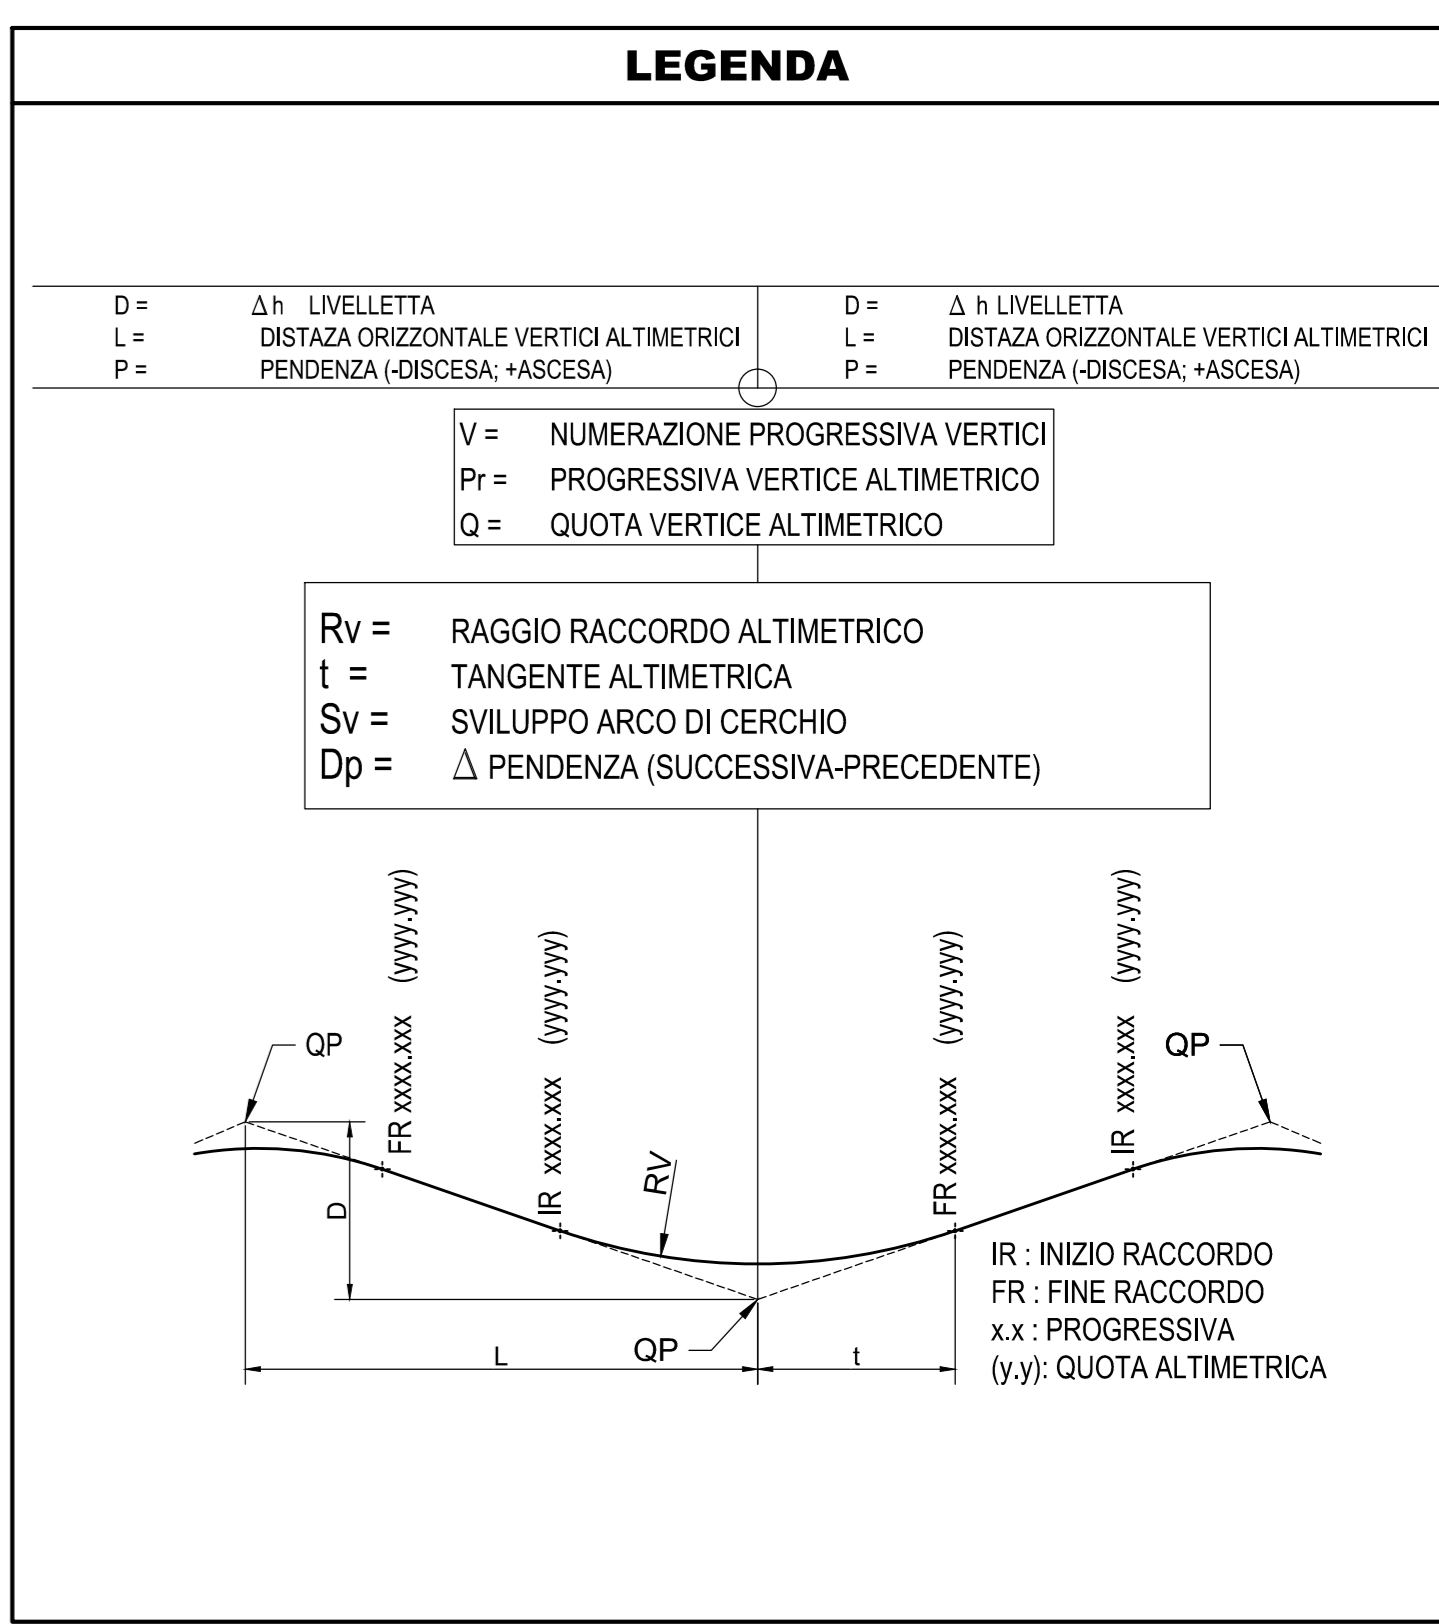 LEGENDA
D = Δ h LIVELLETTA
L = DISTAZA ORIZZONTALE VERTICI ALTIMETRICI
P = PENDENZA (-DISCESA; +ASCESA)
D = Δ h LIVELLETTA
L = DISTAZA ORIZZONTALE VERTICI ALTIMETRICI
P = PENDENZA (-DISCESA; +ASCESA)
V = NUMERAZIONE PROGRESSIVA VERTICI
Pr = PROGRESSIVA VERTICE ALTIMETRICO
Q = QUOTA VERTICE ALTIMETRICO
Rv = RAGGIO RACCORDO ALTIMETRICO
t = TANGENTE ALTIMETRICA
Sv = SVILUPPO ARCO DI CERCHIO
Dp = Δ PENDENZA (SUCCESSIVA-PRECEDENTE)
QP
FR xxxx.xxx (yyyy.yyy)
IR xxxx.xxx (yyyy.yyy)
FR xxxx.xxx (yyyy.yyy)
IR xxxx.xxx (yyyy.yyy)
QP
D
RV
QP
L
t
IR : INIZIO RACCORDO
FR : FINE RACCORDO
x.x : PROGRESSIVA
(y.y): QUOTA ALTIMETRICA